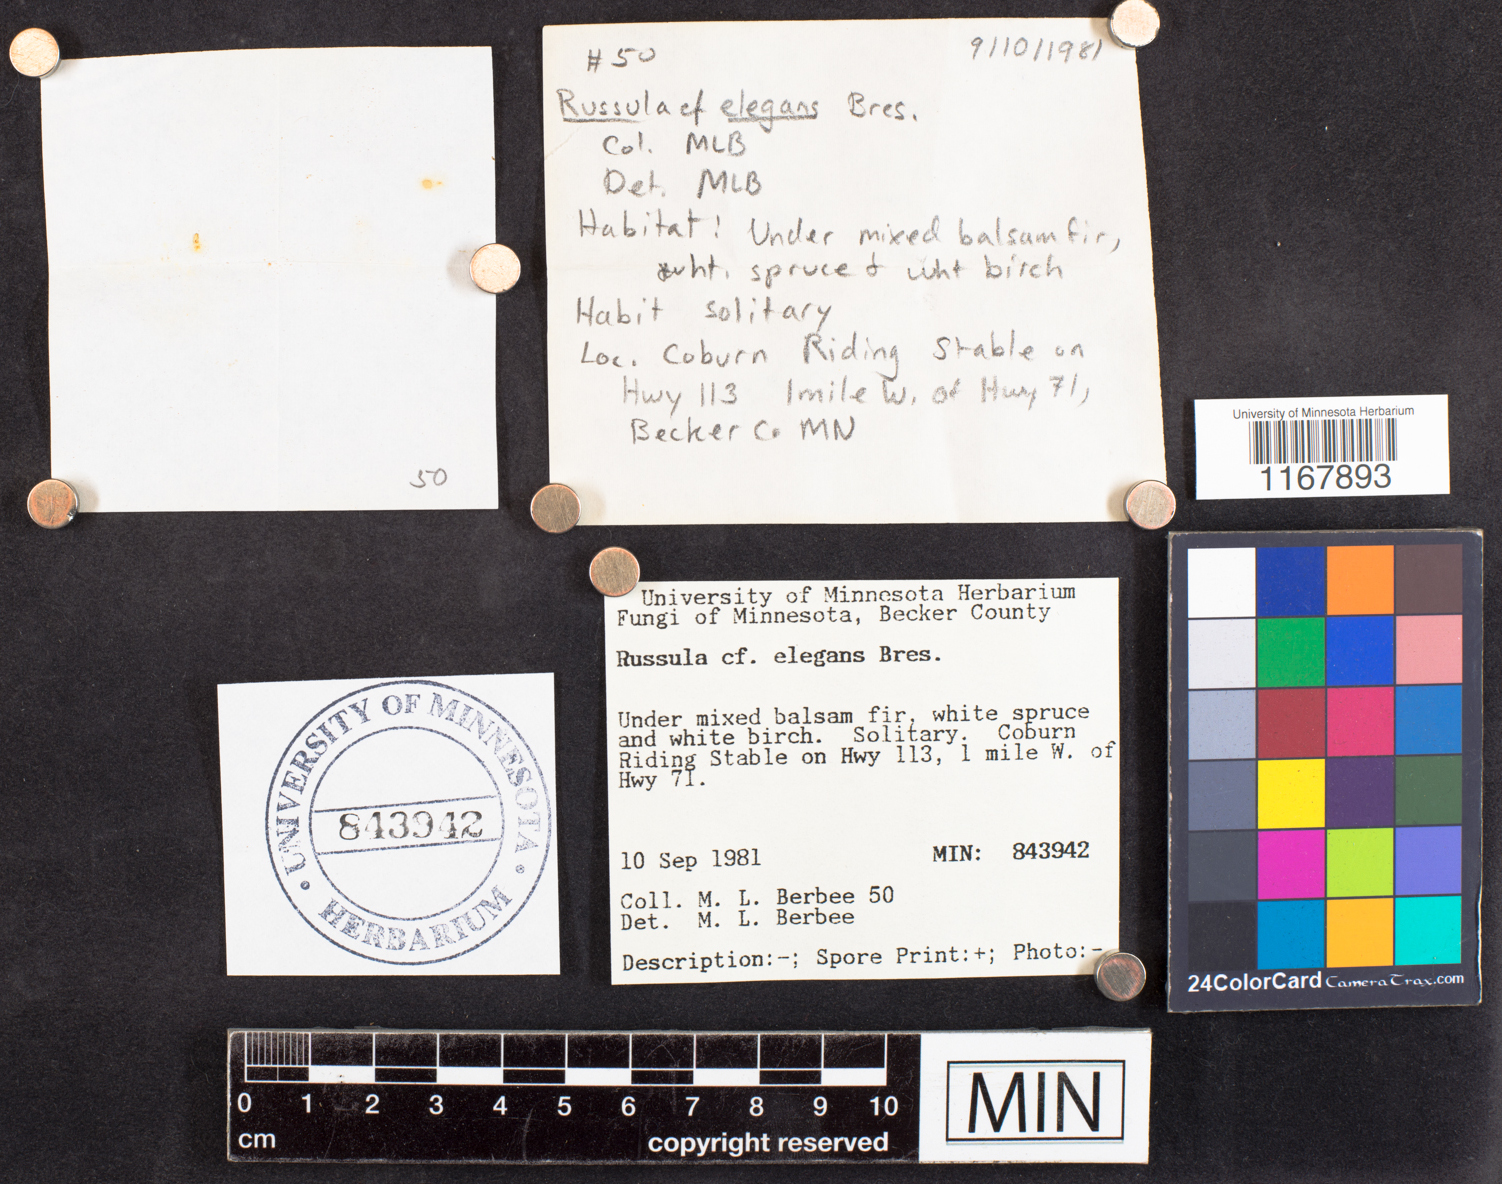 50
# 50 9/10/1981
Russula cf elegans Bres.
Col. MLB
Det. MLB
Habitat: Under mixed balsam fir,
wht. spruce & wht birch
Habit solitary
Loc. Coburn Riding Stable on
Hwy 113 1mile W. of Hwy 71,
Becker Co MN
University of Minnesota Herbarium
1167893
University of Minnesota Herbarium
Fungi of Minnesota, Becker County
Russula cf. elegans Bres.
Under mixed balsam fir, white spruce
and white birch. Solitary. Coburn
Riding Stable on Hwy 113, 1 mile W. of
Hwy 71.
10 Sep 1981 MIN: 843942
Coll. M. L. Berbee 50
Det. M. L. Berbee
Description:-; Spore Print:+; Photo:-
UNIVERSITY OF MINNESOTA
843942
HERBARIUM
24ColorCard CameraTrax.com
0 1 2 3 4 5 6 7 8 9 10
cm copyright reserved
MIN